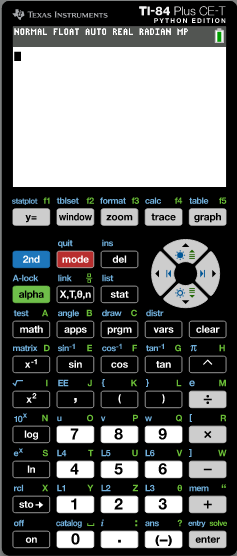 TEXAS INSTRUMENTS TI-84 Plus CE-T
PYTHON EDITION
NORMAL FLOAT AUTO REAL RADIAN MP
statplot f1 tblset f2 format f3 calc f4 table f5
y= window zoom trace graph
quit ins
2nd mode del
A-lock link list
alpha X,T,θ,n stat
test A angle B draw C distr
math apps prgm vars clear
matrix D sin⁻¹ E cos⁻¹ F tan⁻¹ G π H
x⁻¹ sin cos tan ^
√ I EE J { K } L e M
x² , ( ) ÷
10ˣ N u O v P w Q [ R
log 7 8 9 ×
eˣ S L4 T L5 U L6 V ] W
ln 4 5 6 −
rcl X L1 Y L2 Z L3 θ mem "
sto→ 1 2 3 +
off catalog ⎵ i : ans ? entry solve
on 0 . (−) enter